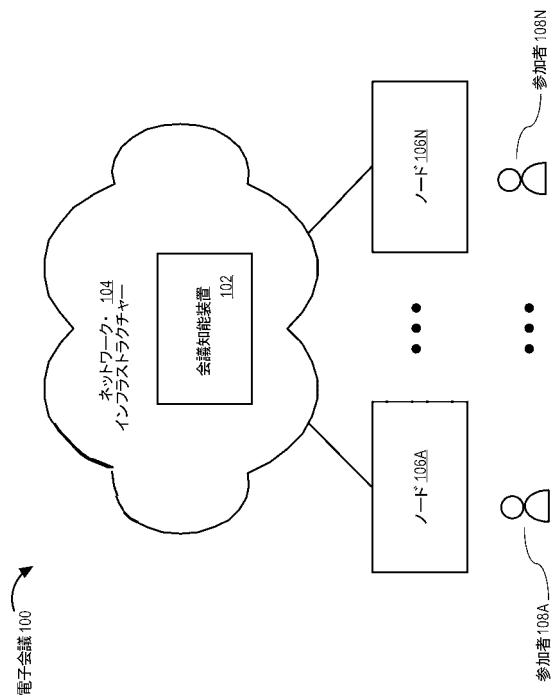 電子会議 100
ネットワーク・ 104
インフラストラクチャー
会議知能装置
102
ノード 106A
ノード 106N
参加者 108A
参加者 108N